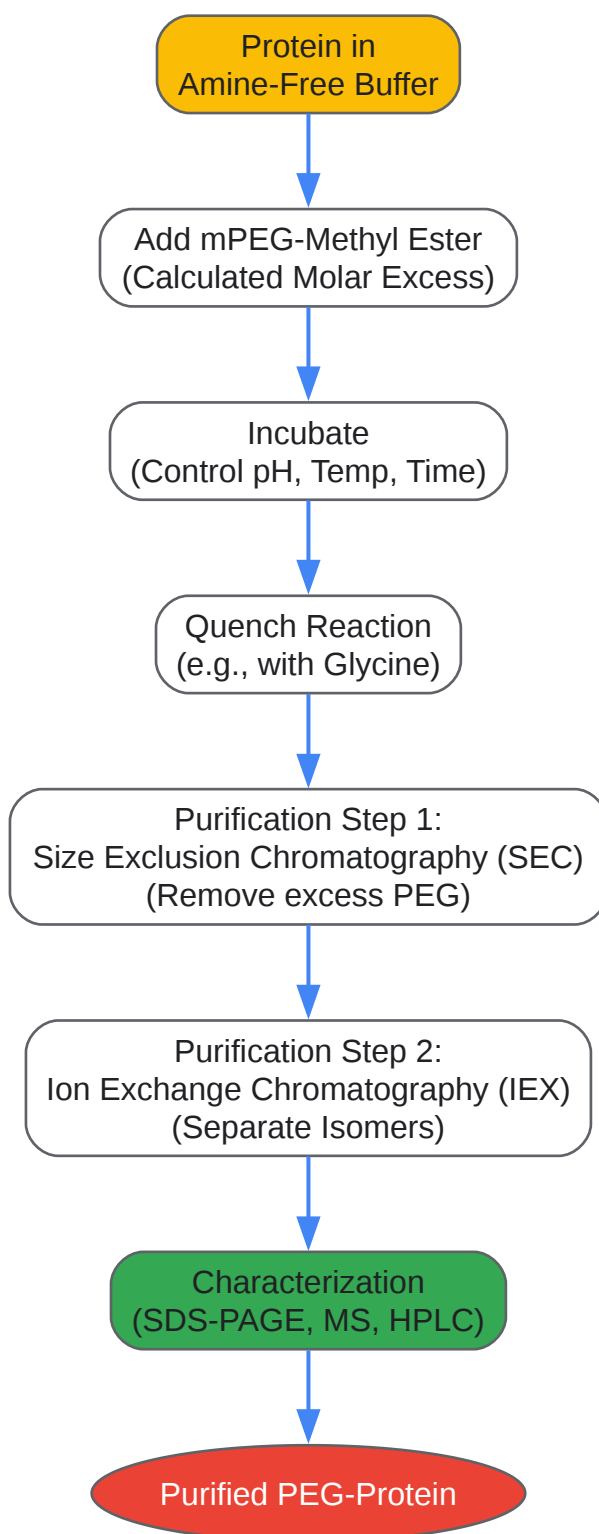 Protein in
Amine-Free Buffer
Add mPEG-Methyl Ester
(Calculated Molar Excess)
Incubate
(Control pH, Temp, Time)
Quench Reaction
(e.g., with Glycine)
Purification Step 1:
Size Exclusion Chromatography (SEC)
(Remove excess PEG)
Purification Step 2:
Ion Exchange Chromatography (IEX)
(Separate Isomers)
Characterization
(SDS-PAGE, MS, HPLC)
Purified PEG-Protein